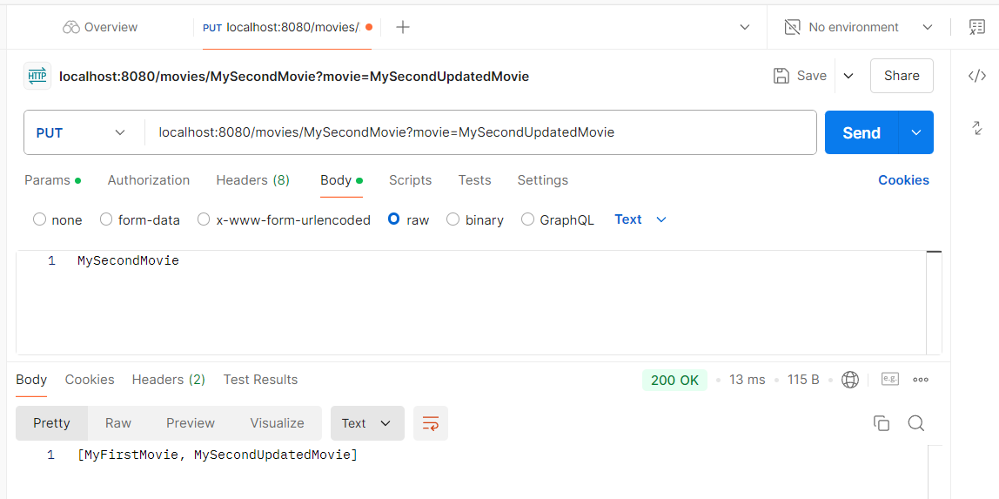 Overview PUT localhost:8080/movies/ No environment
HTTP localhost:8080/movies/MySecondMovie?movie=MySecondUpdatedMovie Save Share
PUT localhost:8080/movies/MySecondMovie?movie=MySecondUpdatedMovie Send
Params Authorization Headers (8) Body Scripts Tests Settings Cookies
none form-data x-www-form-urlencoded raw binary GraphQL Text
1 MySecondMovie
Body Cookies Headers (2) Test Results 200 OK 13 ms 115 B e.g.
Pretty Raw Preview Visualize Text
1 [MyFirstMovie, MySecondUpdatedMovie]